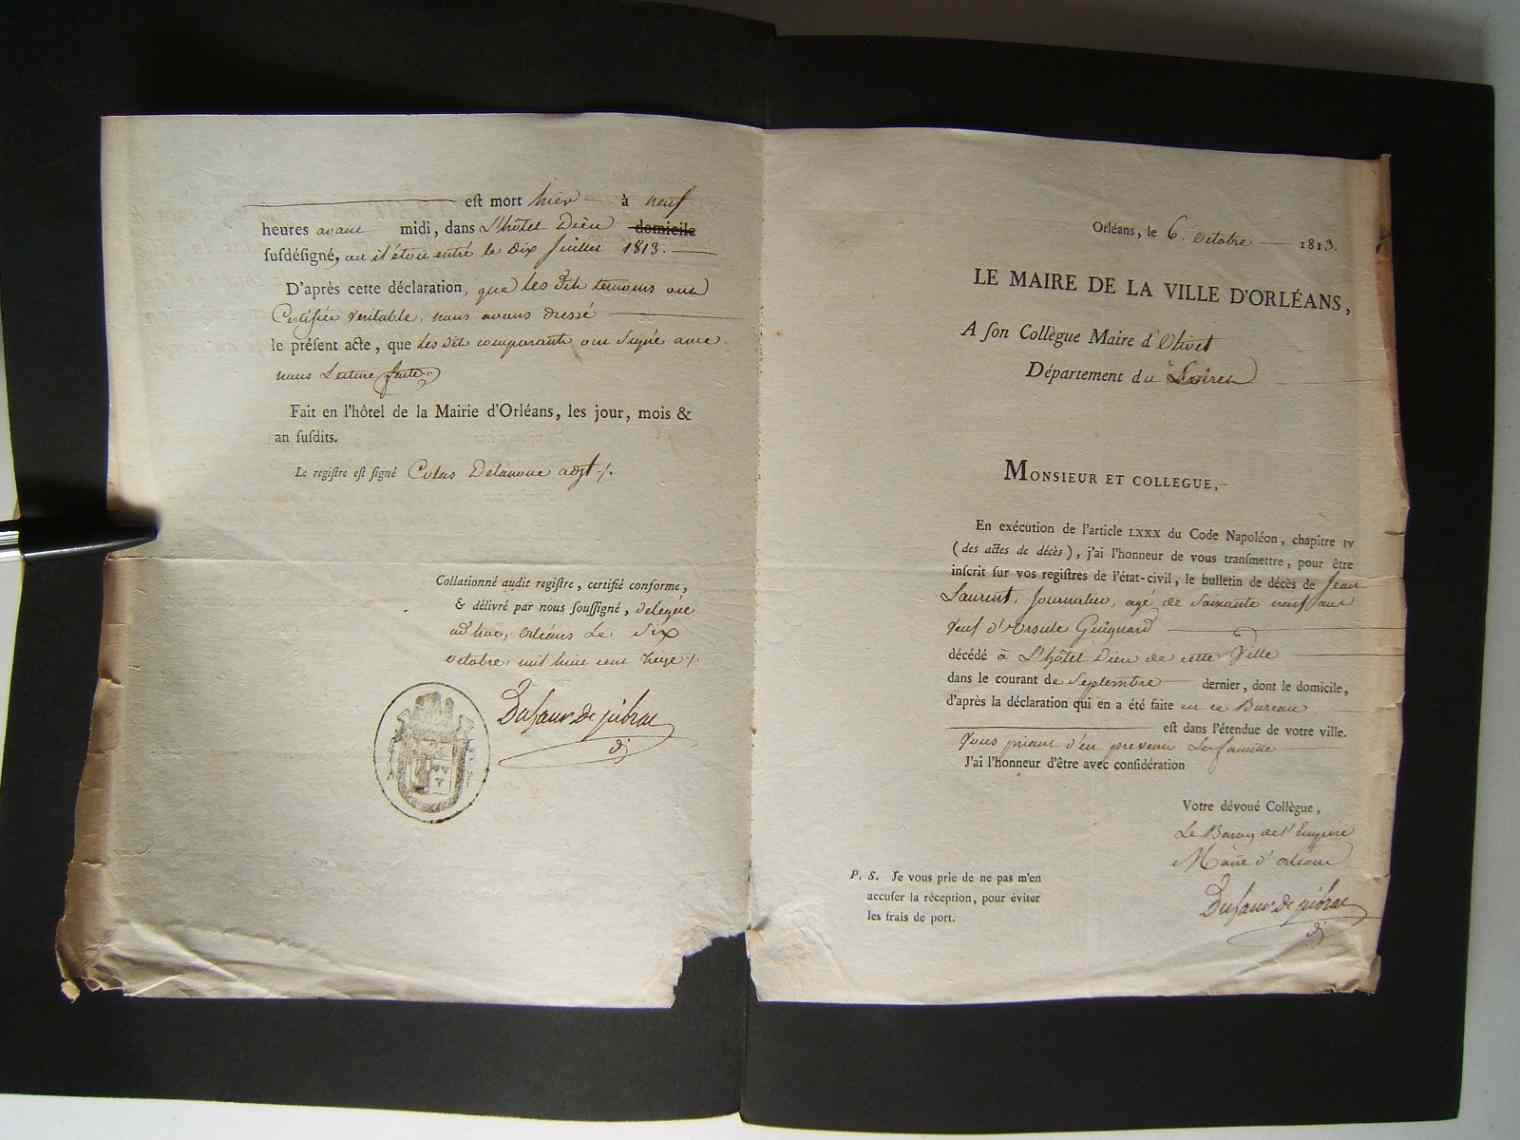 est mort hier à neuf
heures avant midi, dans L'hôtel Dieu domicile
susdésigné, ou il étoit entré le Dix Juillet 1813.
D'après cette déclaration, que les dits temoins ont
Certifiée veritable, nous avons dressé
le présent acte, que Les dits comparants ont Signé avec
nous Lecture faite
Fait en l'hôtel de la Mairie d'Orléans, les jour, mois &
an susdits.
Le registre est signé Colas Delanoue adjt
Collationné audit registre, certifié conforme,
& délivré par nous soussigné, Orléans Le Six
octobre mil huit cent treize
Dufaur de pibrac
Orléans, le 6 octobre 1813.
LE MAIRE DE LA VILLE D'ORLÉANS,
A son Collègue Maire d'Olivet
Département du Loiret
MONSIEUR ET COLLEGUE,
En exécution de l'article LXXX du Code Napoléon, chapitre IV
(des actes de décès), j'ai l'honneur de vous transmettre, pour être
inscrit sur vos registres de l'état-civil, le bulletin de décès de Jean
Laurent, Journalier, agé de Soixante neuf ans
veuf d'Ursule Guignard
décédé à L'hôtel Dieu de cette Ville
dans le courant de Septembre dernier, dont le domicile,
d'après la déclaration qui en a été faite en ce Bureau
est dans l'étendue de votre ville.
Vous priant d'en prevenir La famille
J'ai l'honneur d'être avec considération
Votre dévoué Collègue,
Le Baron de l'Empire
Maire d'orléans
Dufaur de pibrac
P. S. Je vous prie de ne pas m'en
accuser la réception, pour éviter
les frais de port.